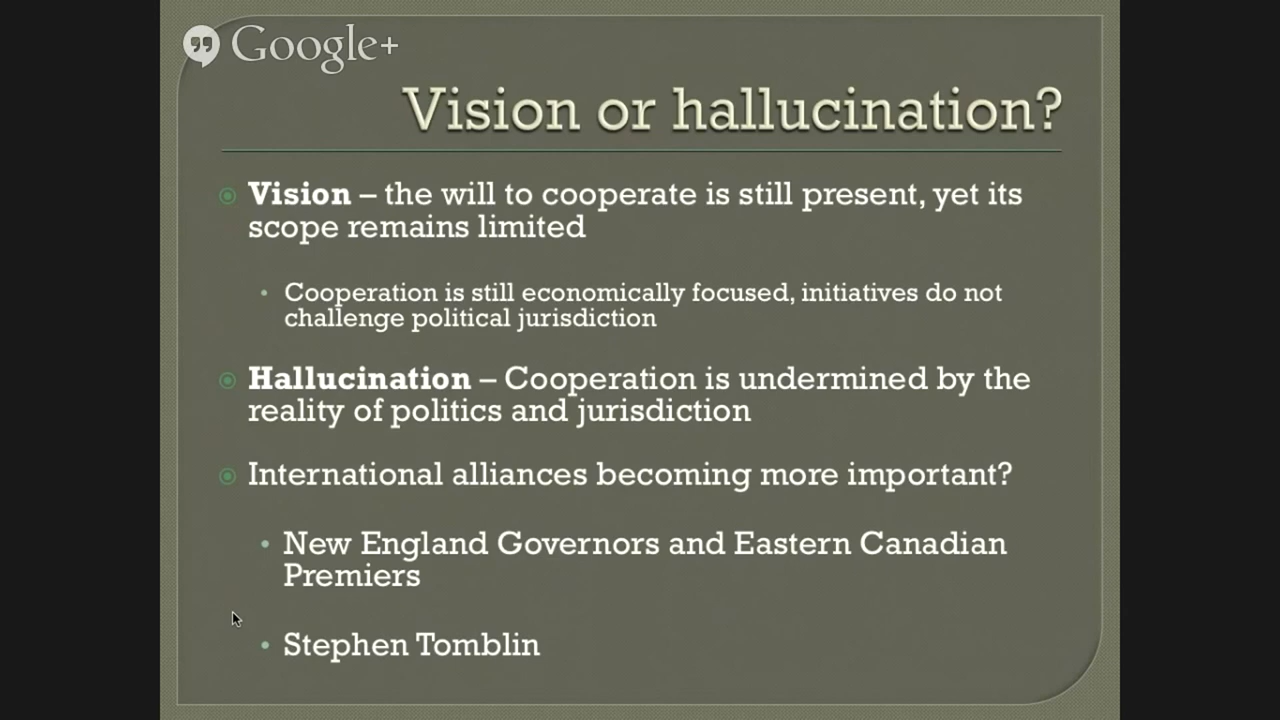 Google+
Vision or hallucination?
Vision – the will to cooperate is still present, yet its
scope remains limited
Cooperation is still economically focused, initiatives do not
challenge political jurisdiction
Hallucination – Cooperation is undermined by the
reality of politics and jurisdiction
International alliances becoming more important?
New England Governors and Eastern Canadian
Premiers
Stephen Tomblin